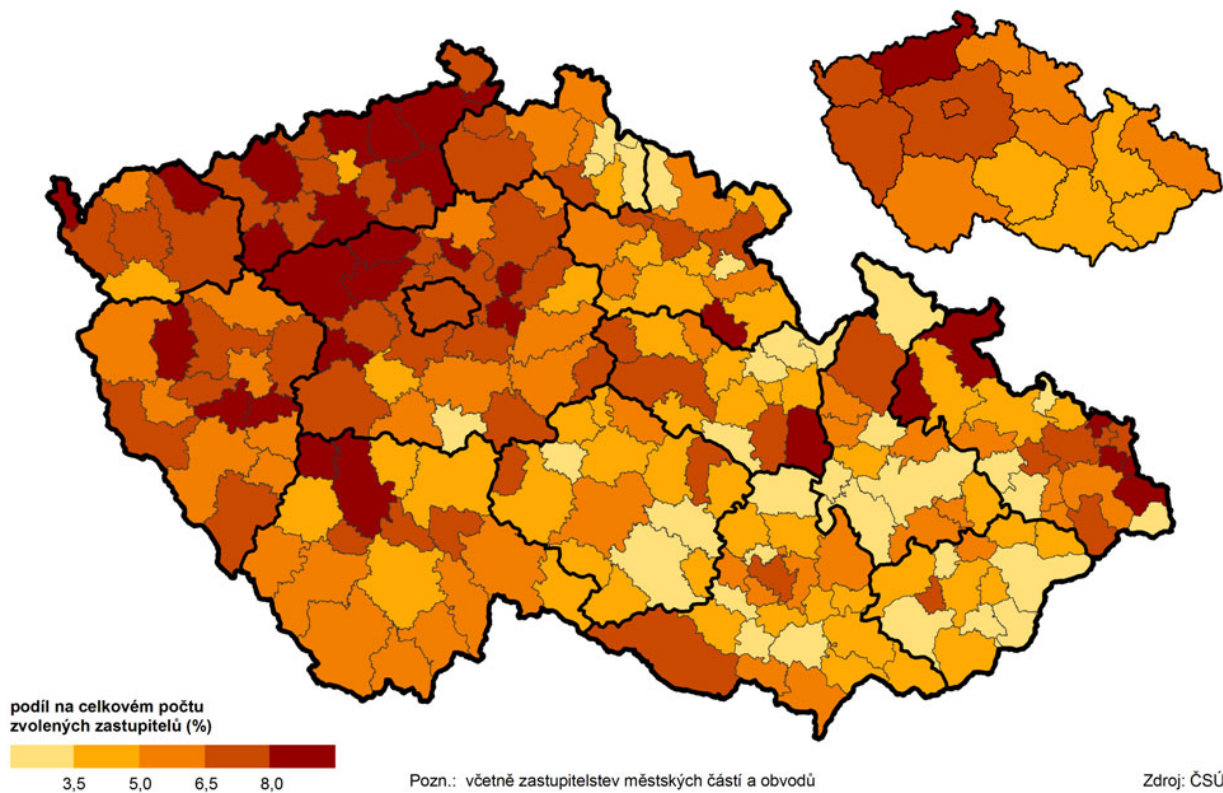 podíl na celkovém počtu
zvolených zastupitelů (%)
3,5 5,0 6,5 8,0
Pozn.: včetně zastupitelstev městských částí a obvodů
Zdroj: ČSÚ